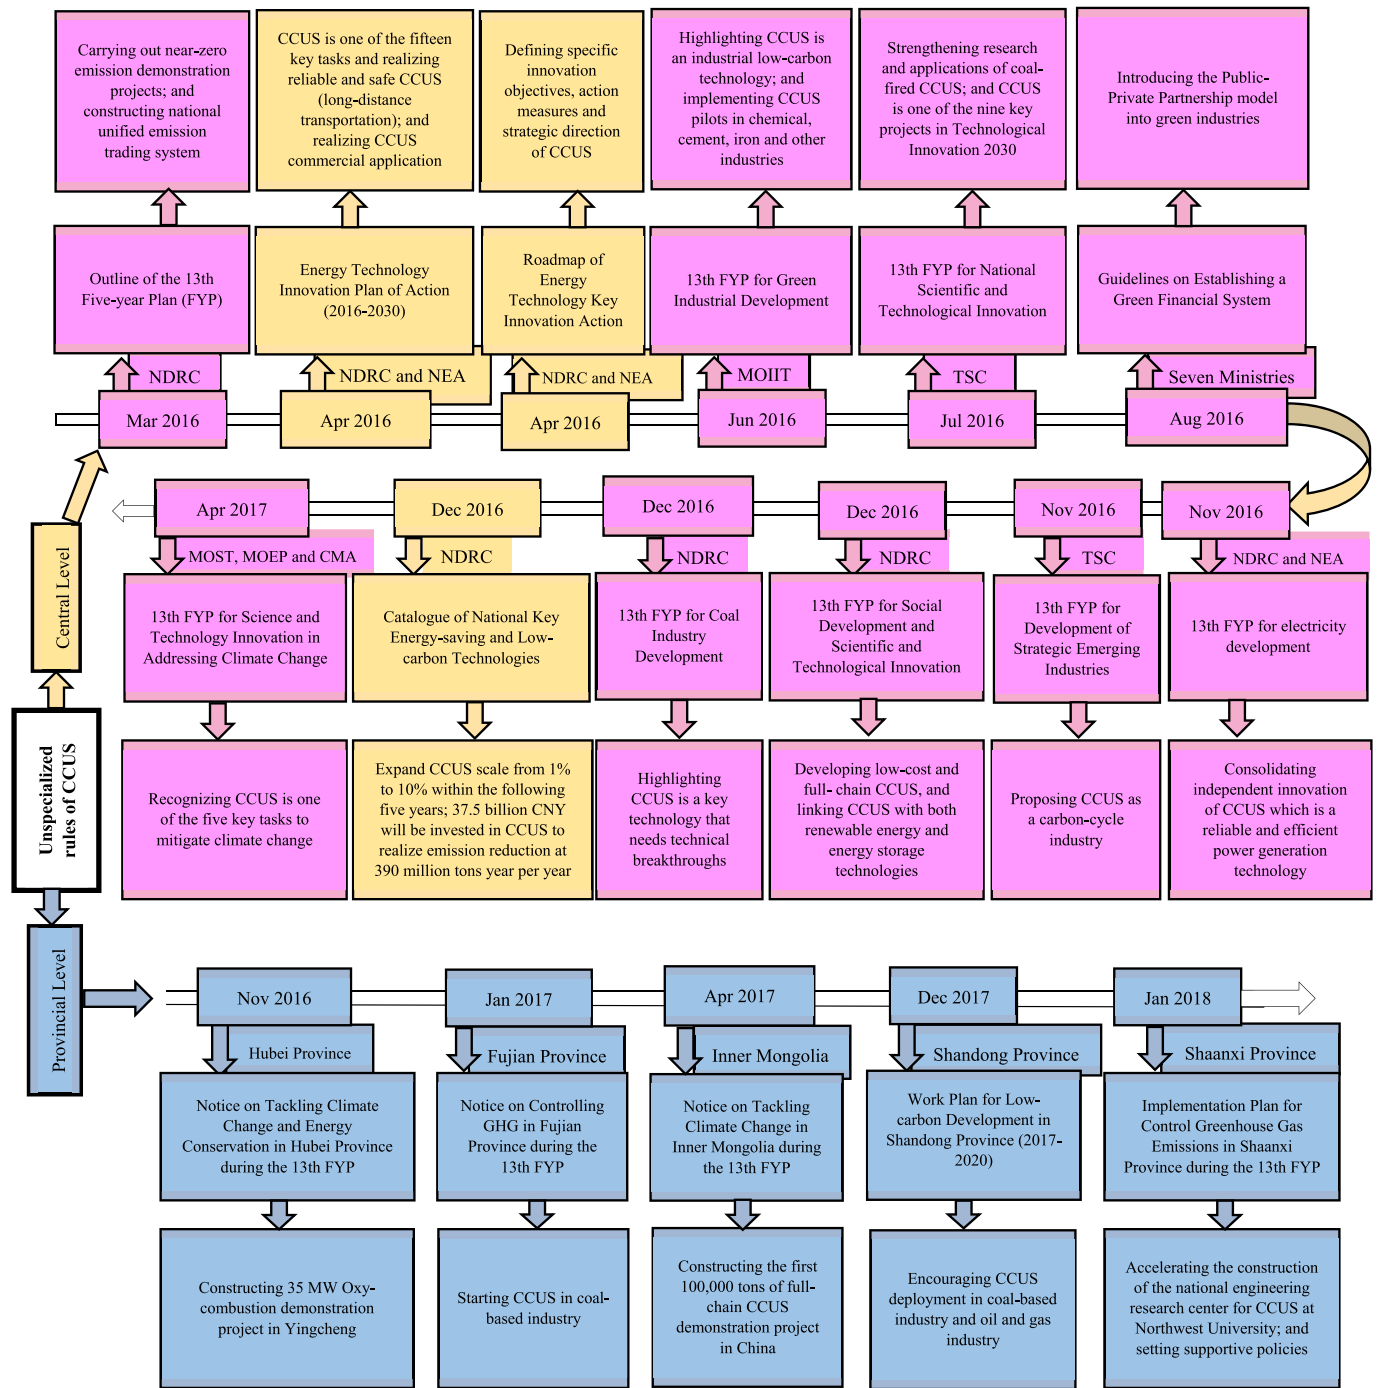 Carrying out near-zero
emission demonstration
projects; and
constructing national
unified emission
trading system
CCUS is one of the fifteen
key tasks and realizing
reliable and safe CCUS
(long-distance
transportation); and
realizing CCUS
commercial application
Defining specific
innovation
objectives, action
measures and
strategic direction
of CCUS
Highlighting CCUS is
an industrial low-carbon
technology; and
implementing CCUS
pilots in chemical,
cement, iron and other
industries
Strengthening research
and applications of coal-
fired CCUS; and CCUS
is one of the nine key
projects in Technological
Innovation 2030
Introducing the Public-
Private Partnership model
into green industries
Outline of the 13th
Five-year Plan (FYP)
Energy Technology
Innovation Plan of Action
(2016-2030)
Roadmap of
Energy
Technology Key
Innovation Action
13th FYP for Green
Industrial Development
13th FYP for National
Scientific and
Technological Innovation
Guidelines on Establishing a
Green Financial System
NDRC
NDRC and NEA
NDRC and NEA
MOIIT
TSC
Seven Ministries
Mar 2016
Apr 2016
Apr 2016
Jun 2016
Jul 2016
Aug 2016
Apr 2017
Dec 2016
Dec 2016
Dec 2016
Nov 2016
Nov 2016
MOST, MOEP and CMA
NDRC
NDRC
NDRC
TSC
NDRC and NEA
13th FYP for Science and
Technology Innovation in
Addressing Climate Change
Catalogue of National Key
Energy-saving and Low-
carbon Technologies
13th FYP for Coal
Industry
Development
13th FYP for Social
Development and
Scientific and
Technological Innovation
13th FYP for
Development of
Strategic Emerging
Industries
13th FYP for electricity
development
Recognizing CCUS is one
of the five key tasks to
mitigate climate change
Expand CCUS scale from 1%
to 10% within the following
five years; 37.5 billion CNY
will be invested in CCUS to
realize emission reduction at
390 million tons year per year
Highlighting
CCUS is a key
technology that
needs technical
breakthroughs
Developing low-cost and
full- chain CCUS, and
linking CCUS with both
renewable energy and
energy storage
technologies
Proposing CCUS as
a carbon-cycle
industry
Consolidating
independent innovation
of CCUS which is a
reliable and efficient
power generation
technology
Central Level
Unspecialized
rules of CCUS
Provincial Level
Nov 2016
Jan 2017
Apr 2017
Dec 2017
Jan 2018
Hubei Province
Fujian Province
Inner Mongolia
Shandong Province
Shaanxi Province
Notice on Tackling Climate
Change and Energy
Conservation in Hubei Province
during the 13th FYP
Notice on Controlling
GHG in Fujian
Province during the
13th FYP
Notice on Tackling
Climate Change in
Inner Mongolia during
the 13th FYP
Work Plan for Low-
carbon Development in
Shandong Province (2017-
2020)
Implementation Plan for
Control Greenhouse Gas
Emissions in Shaanxi
Province during the 13th FYP
Constructing 35 MW Oxy-
combustion demonstration
project in Yingcheng
Starting CCUS in coal-
based industry
Constructing the first
100,000 tons of full-
chain CCUS
demonstration project
in China
Encouraging CCUS
deployment in coal-based
industry and oil and gas
industry
Accelerating the construction
of the national engineering
research center for CCUS at
Northwest University; and
setting supportive policies